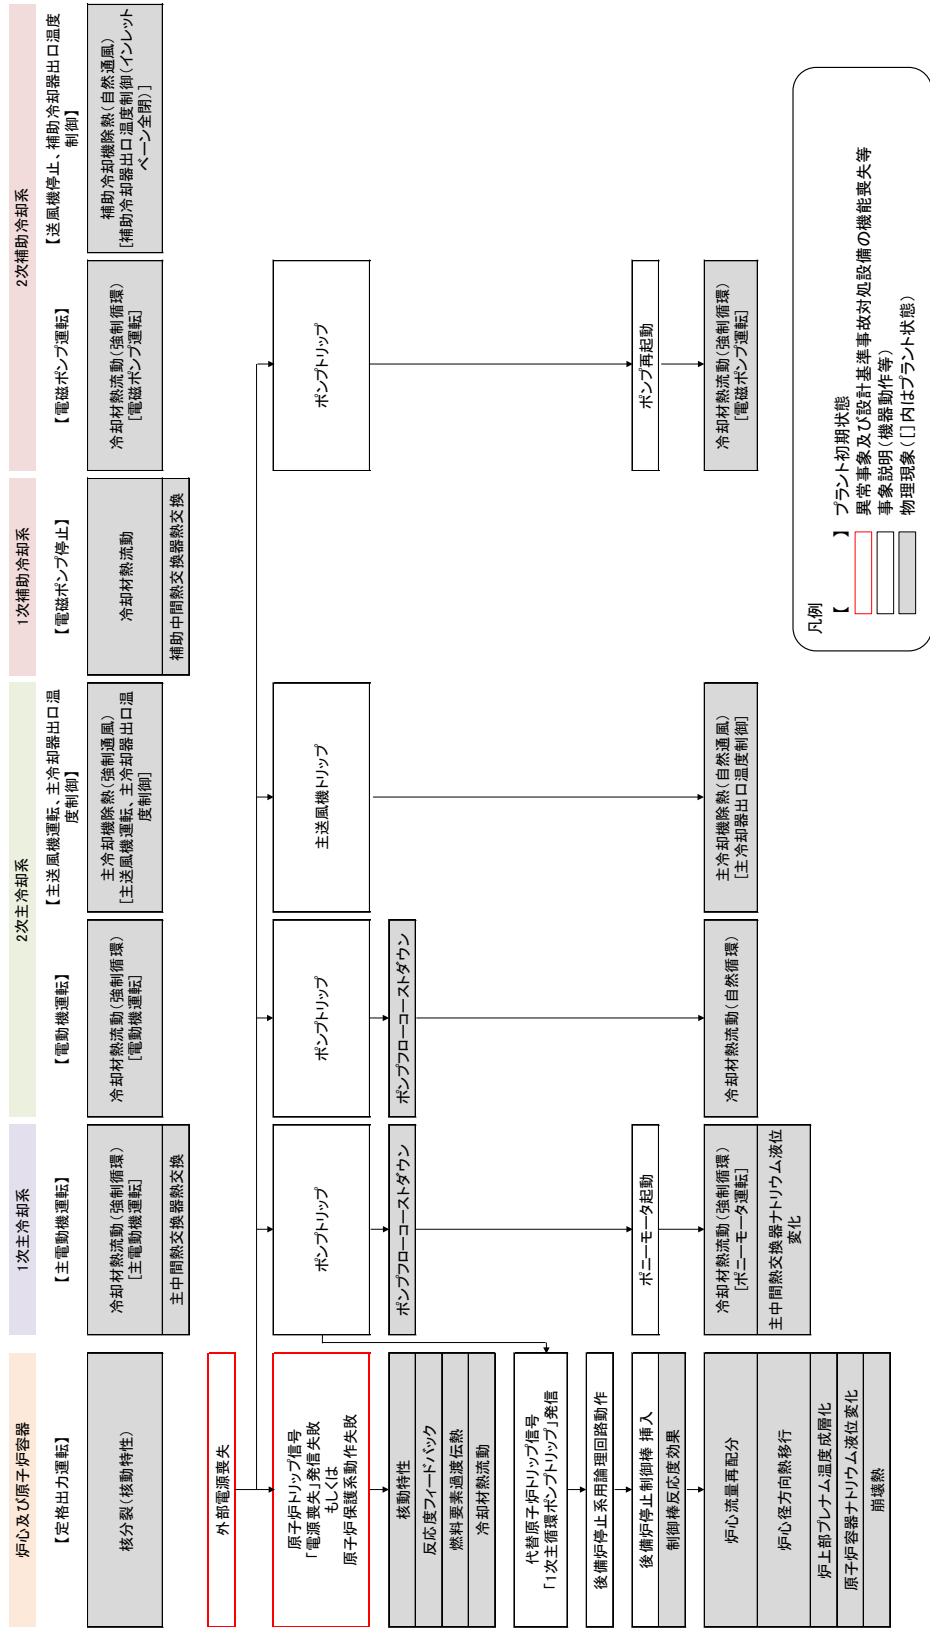 炉心及び原子炉容器
【定格出力運転】
核分裂(核動特性)
外部電源喪失
原子炉トリップ信号
「電源喪失」発信失敗
もしくは
原子炉保護系動作失敗
核動特性
反応度フィードバック
燃料要素過渡伝熱
冷却材熱流動
代替原子炉トリップ信号
「1次主循環ポンプトリップ」発信
後備炉停止系用論理回路動作
後備炉停止制御棒 挿入
制御棒反応度効果
炉心流量再配分
炉心径方向熱移行
炉上部プレナム温度成層化
原子炉容器ナトリウム液位変化
崩壊熱
1次主冷却系
【主電動機運転】
冷却材熱流動(強制循環)
[主電動機運転]
主中間熱交換器熱交換
ポンプトリップ
ポンプフローコーストダウン
ポニーモータ起動
冷却材熱流動(強制循環)
[ポニーモータ運転]
主中間熱交換器ナトリウム液位
変化
2次主冷却系
【電動機運転】
冷却材熱流動(強制循環)
[電動機運転]
ポンプトリップ
ポンプフローコーストダウン
冷却材熱流動(自然循環)
【主送風機運転、主冷却器出口温
度制御】
主冷却機除熱(強制通風)
[主送風機運転、主冷却器出口温
度制御]
主送風機トリップ
主冷却機除熱(自然通風)
[主冷却器出口温度制御]
1次補助冷却系
【電磁ポンプ停止】
冷却材熱流動
補助中間熱交換器熱交換
2次補助冷却系
【電磁ポンプ運転】
冷却材熱流動(強制循環)
[電磁ポンプ運転]
ポンプトリップ
ポンプ再起動
冷却材熱流動(強制循環)
[電磁ポンプ運転]
【送風機停止、補助冷却器出口温度
制御】
補助冷却機除熱(自然通風)
[補助冷却器出口温度制御(インレット
ベーン全閉)]
凡例
【 】 プラント初期状態
異常事象及び設計基準事故対処設備の機能喪失等
事象説明(機器動作等)
物理現象([]内はプラント状態)